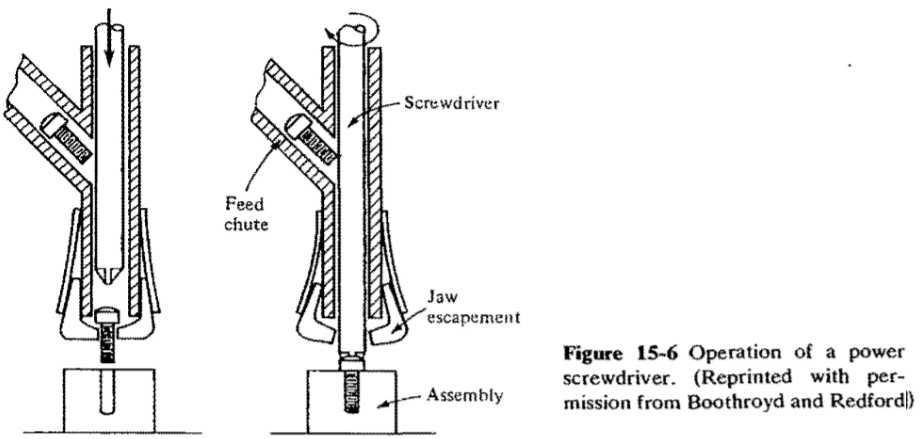 Screwdriver
Feed
chute
Jaw
escapement
Assembly
Figure 15-6 Operation of a power
screwdriver. (Reprinted with per-
mission from Boothroyd and Redford)